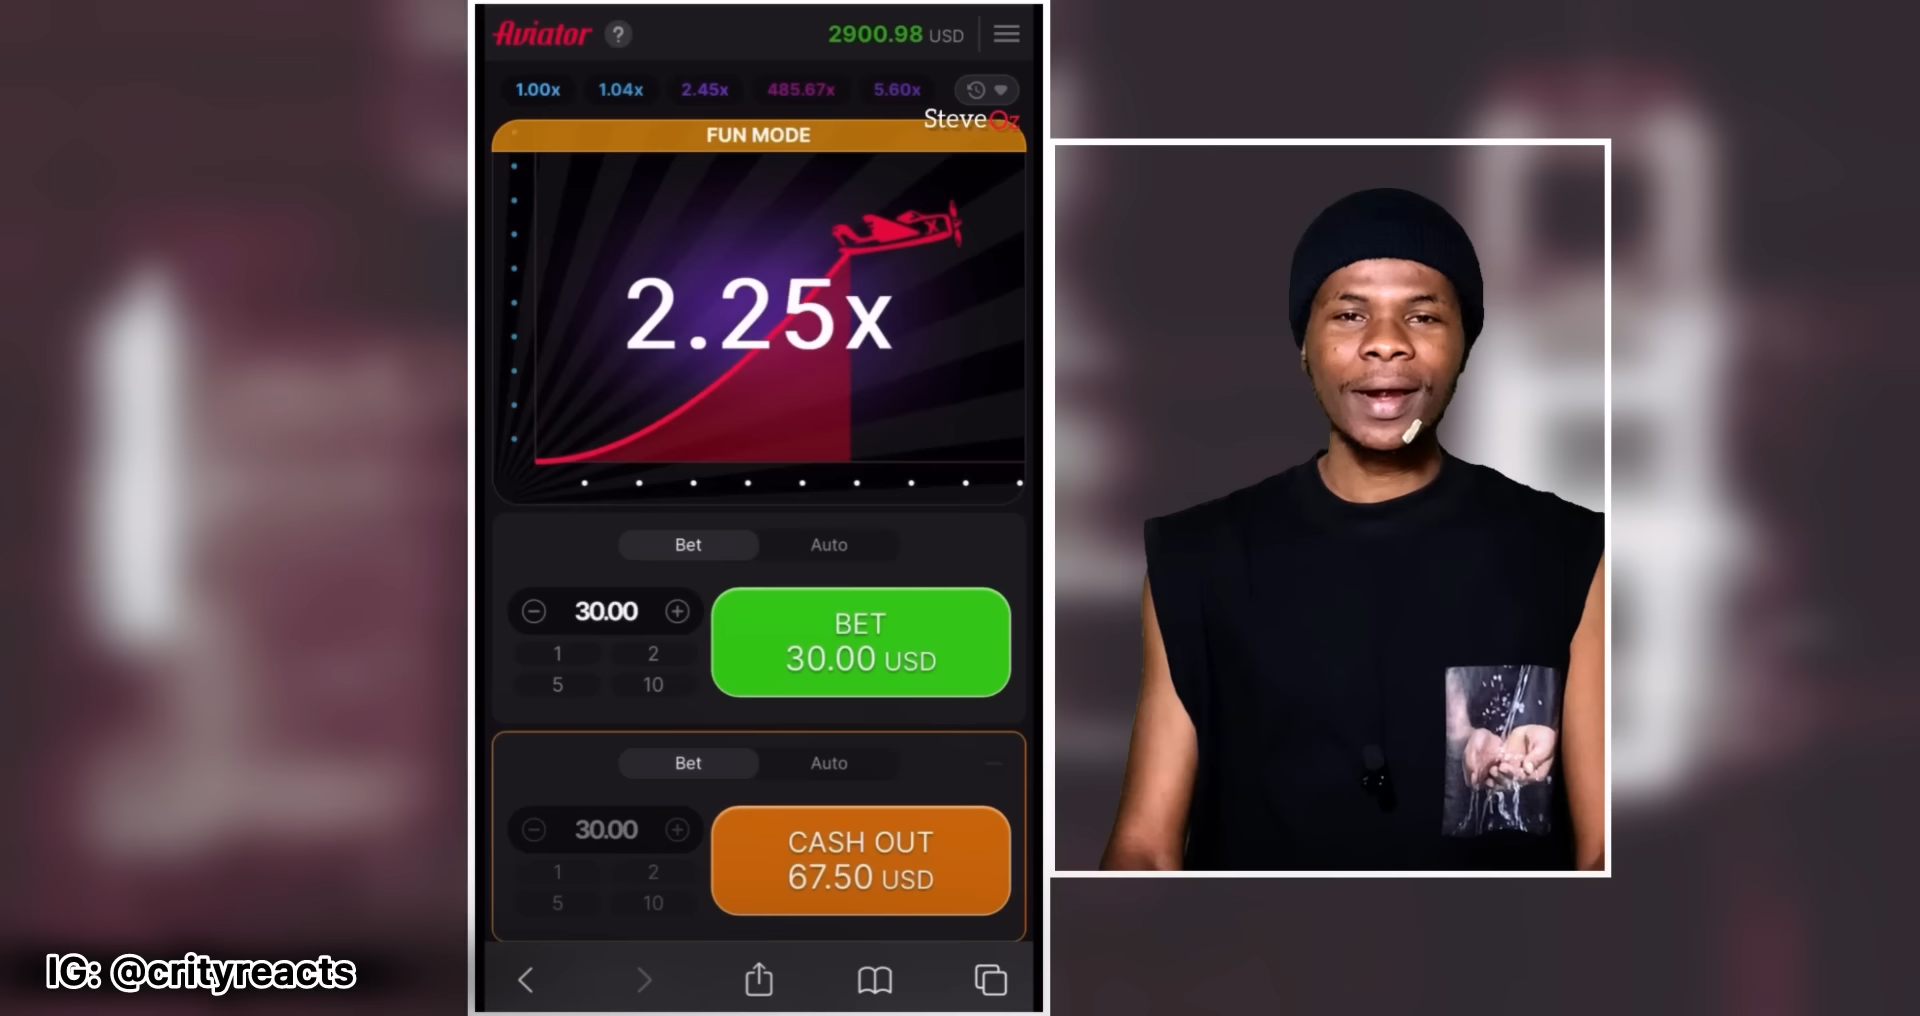 Aviator ?
2900.98 USD
1.00x 1.04x 2.45x 485.67x 5.60x
SteveOz
FUN MODE
2.25x
Bet Auto
30.00
1 2
5 10
BET
30.00 USD
Bet Auto
30.00
1 2
5 10
CASH OUT
67.50 USD
IG: @crityreacts